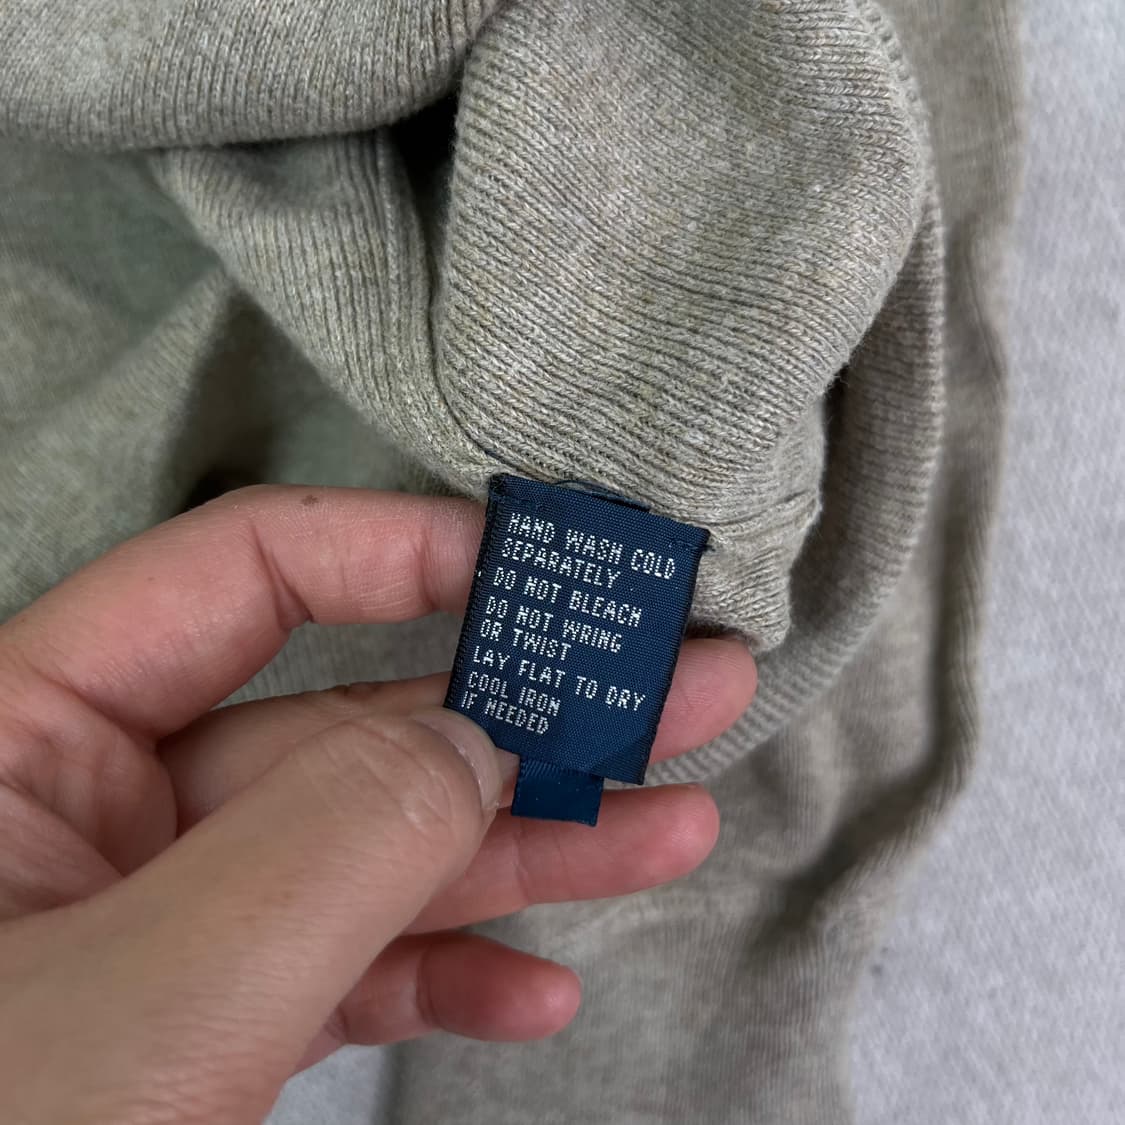 HAND WASH COLD
SEPARATELY
DO NOT BLEACH
DO NOT WRING
OR TWIST
LAY FLAT TO DRY
COOL IRON
IF NEEDED